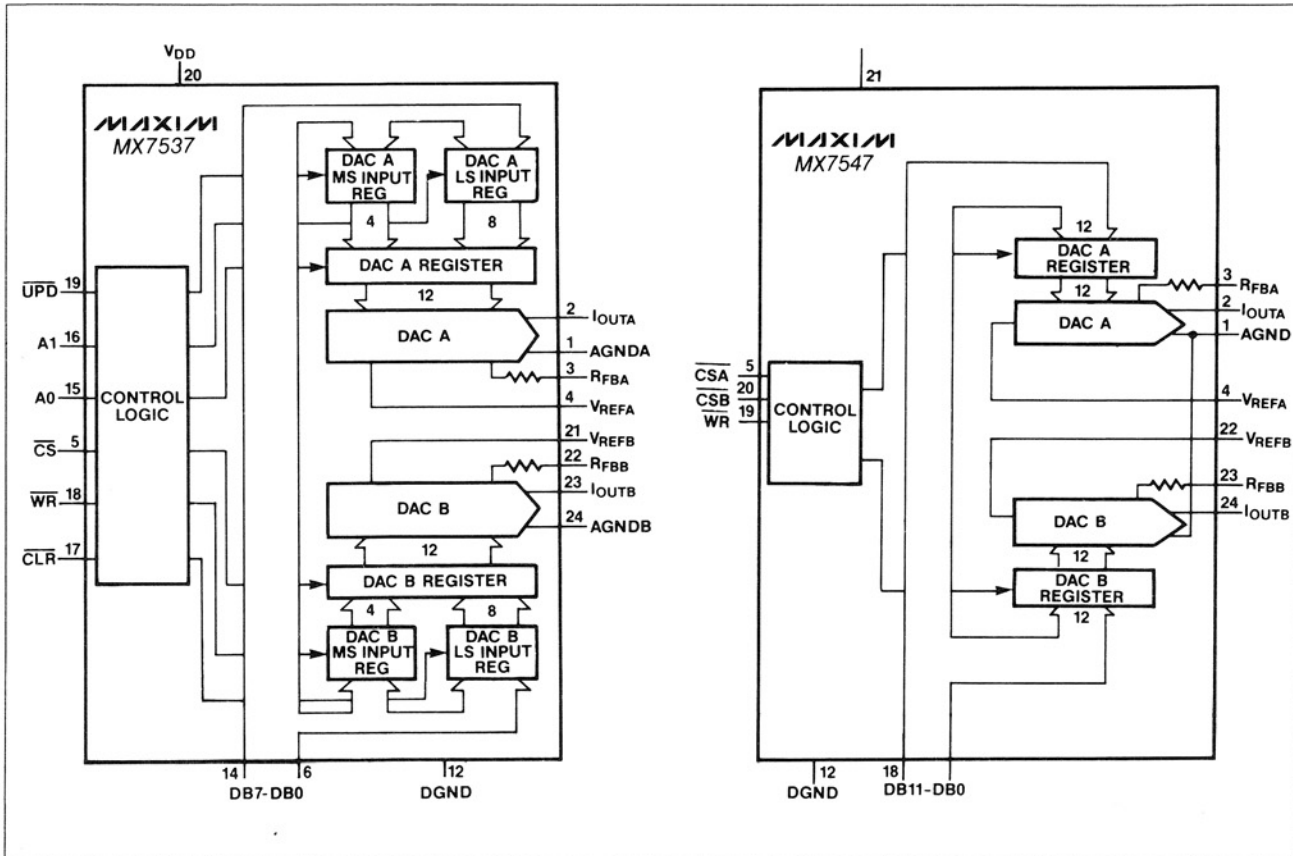 VDD
20
MAXIM
MX7537
DAC A
MS INPUT
REG
DAC A
LS INPUT
REG
4
8
DAC A REGISTER
12
DAC A
2 IOUTA
1 AGNDA
3 RFBA
4 VREFA
21 VREFB
22 RFBB
23 IOUTB
24 AGNDB
DAC B
12
DAC B REGISTER
4
8
DAC B
MS INPUT
REG
DAC B
LS INPUT
REG
UPD 19
A1 16
A0 15
CS 5
WR 18
CLR 17
CONTROL
LOGIC
14
6
12
DB7-DB0
DGND
21
MAXIM
MX7547
12
DAC A
REGISTER
12
DAC A
3 RFBA
2 IOUTA
1 AGND
4 VREFA
22 VREFB
23 RFBB
24 IOUTB
CSA 5
CSB 20
WR 19
CONTROL
LOGIC
DAC B
12
DAC B
REGISTER
12
12
18
DGND
DB11-DB0